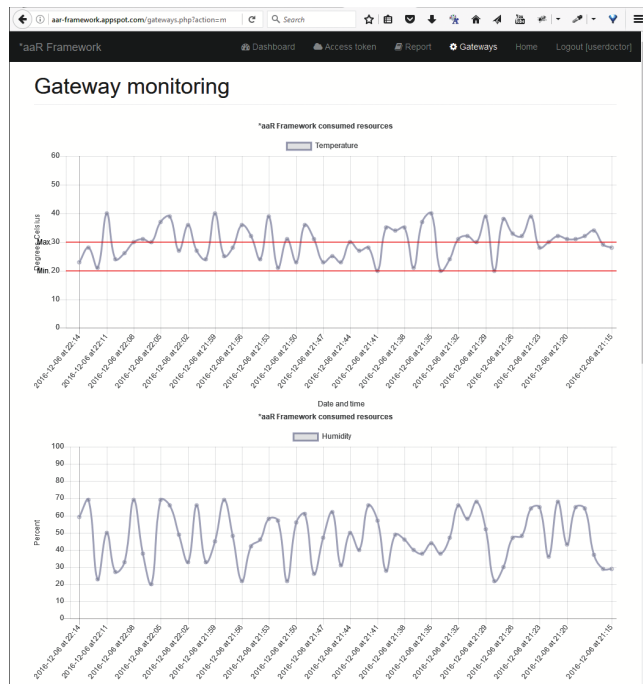 aar-framework.appspot.com/gateways.php?action=m
Search
*aaR Framework
Dashboard
Access token
Report
Gateways
Home
Logout [userdoctor]
Gateway monitoring
*aaR Framework consumed resources
Temperature
60
50
40
Max.30
Min.20
10
0
Degrees Celsius
2016-12-06 at 22:14
2016-12-06 at 22:11
2016-12-06 at 22:08
2016-12-06 at 22:05
2016-12-06 at 22:02
2016-12-06 at 21:59
2016-12-06 at 21:56
2016-12-06 at 21:53
2016-12-06 at 21:50
2016-12-06 at 21:47
2016-12-06 at 21:44
2016-12-06 at 21:41
2016-12-06 at 21:38
2016-12-06 at 21:35
2016-12-06 at 21:32
2016-12-06 at 21:29
2016-12-06 at 21:26
2016-12-06 at 21:23
2016-12-06 at 21:20
2016-12-06 at 21:15
Date and time
*aaR Framework consumed resources
Humidity
100
90
80
70
60
50
40
30
20
10
0
Percent
2016-12-06 at 22:14
2016-12-06 at 22:11
2016-12-06 at 22:08
2016-12-06 at 22:05
2016-12-06 at 22:02
2016-12-06 at 21:59
2016-12-06 at 21:56
2016-12-06 at 21:53
2016-12-06 at 21:50
2016-12-06 at 21:47
2016-12-06 at 21:44
2016-12-06 at 21:41
2016-12-06 at 21:38
2016-12-06 at 21:35
2016-12-06 at 21:32
2016-12-06 at 21:29
2016-12-06 at 21:26
2016-12-06 at 21:23
2016-12-06 at 21:20
2016-12-06 at 21:15